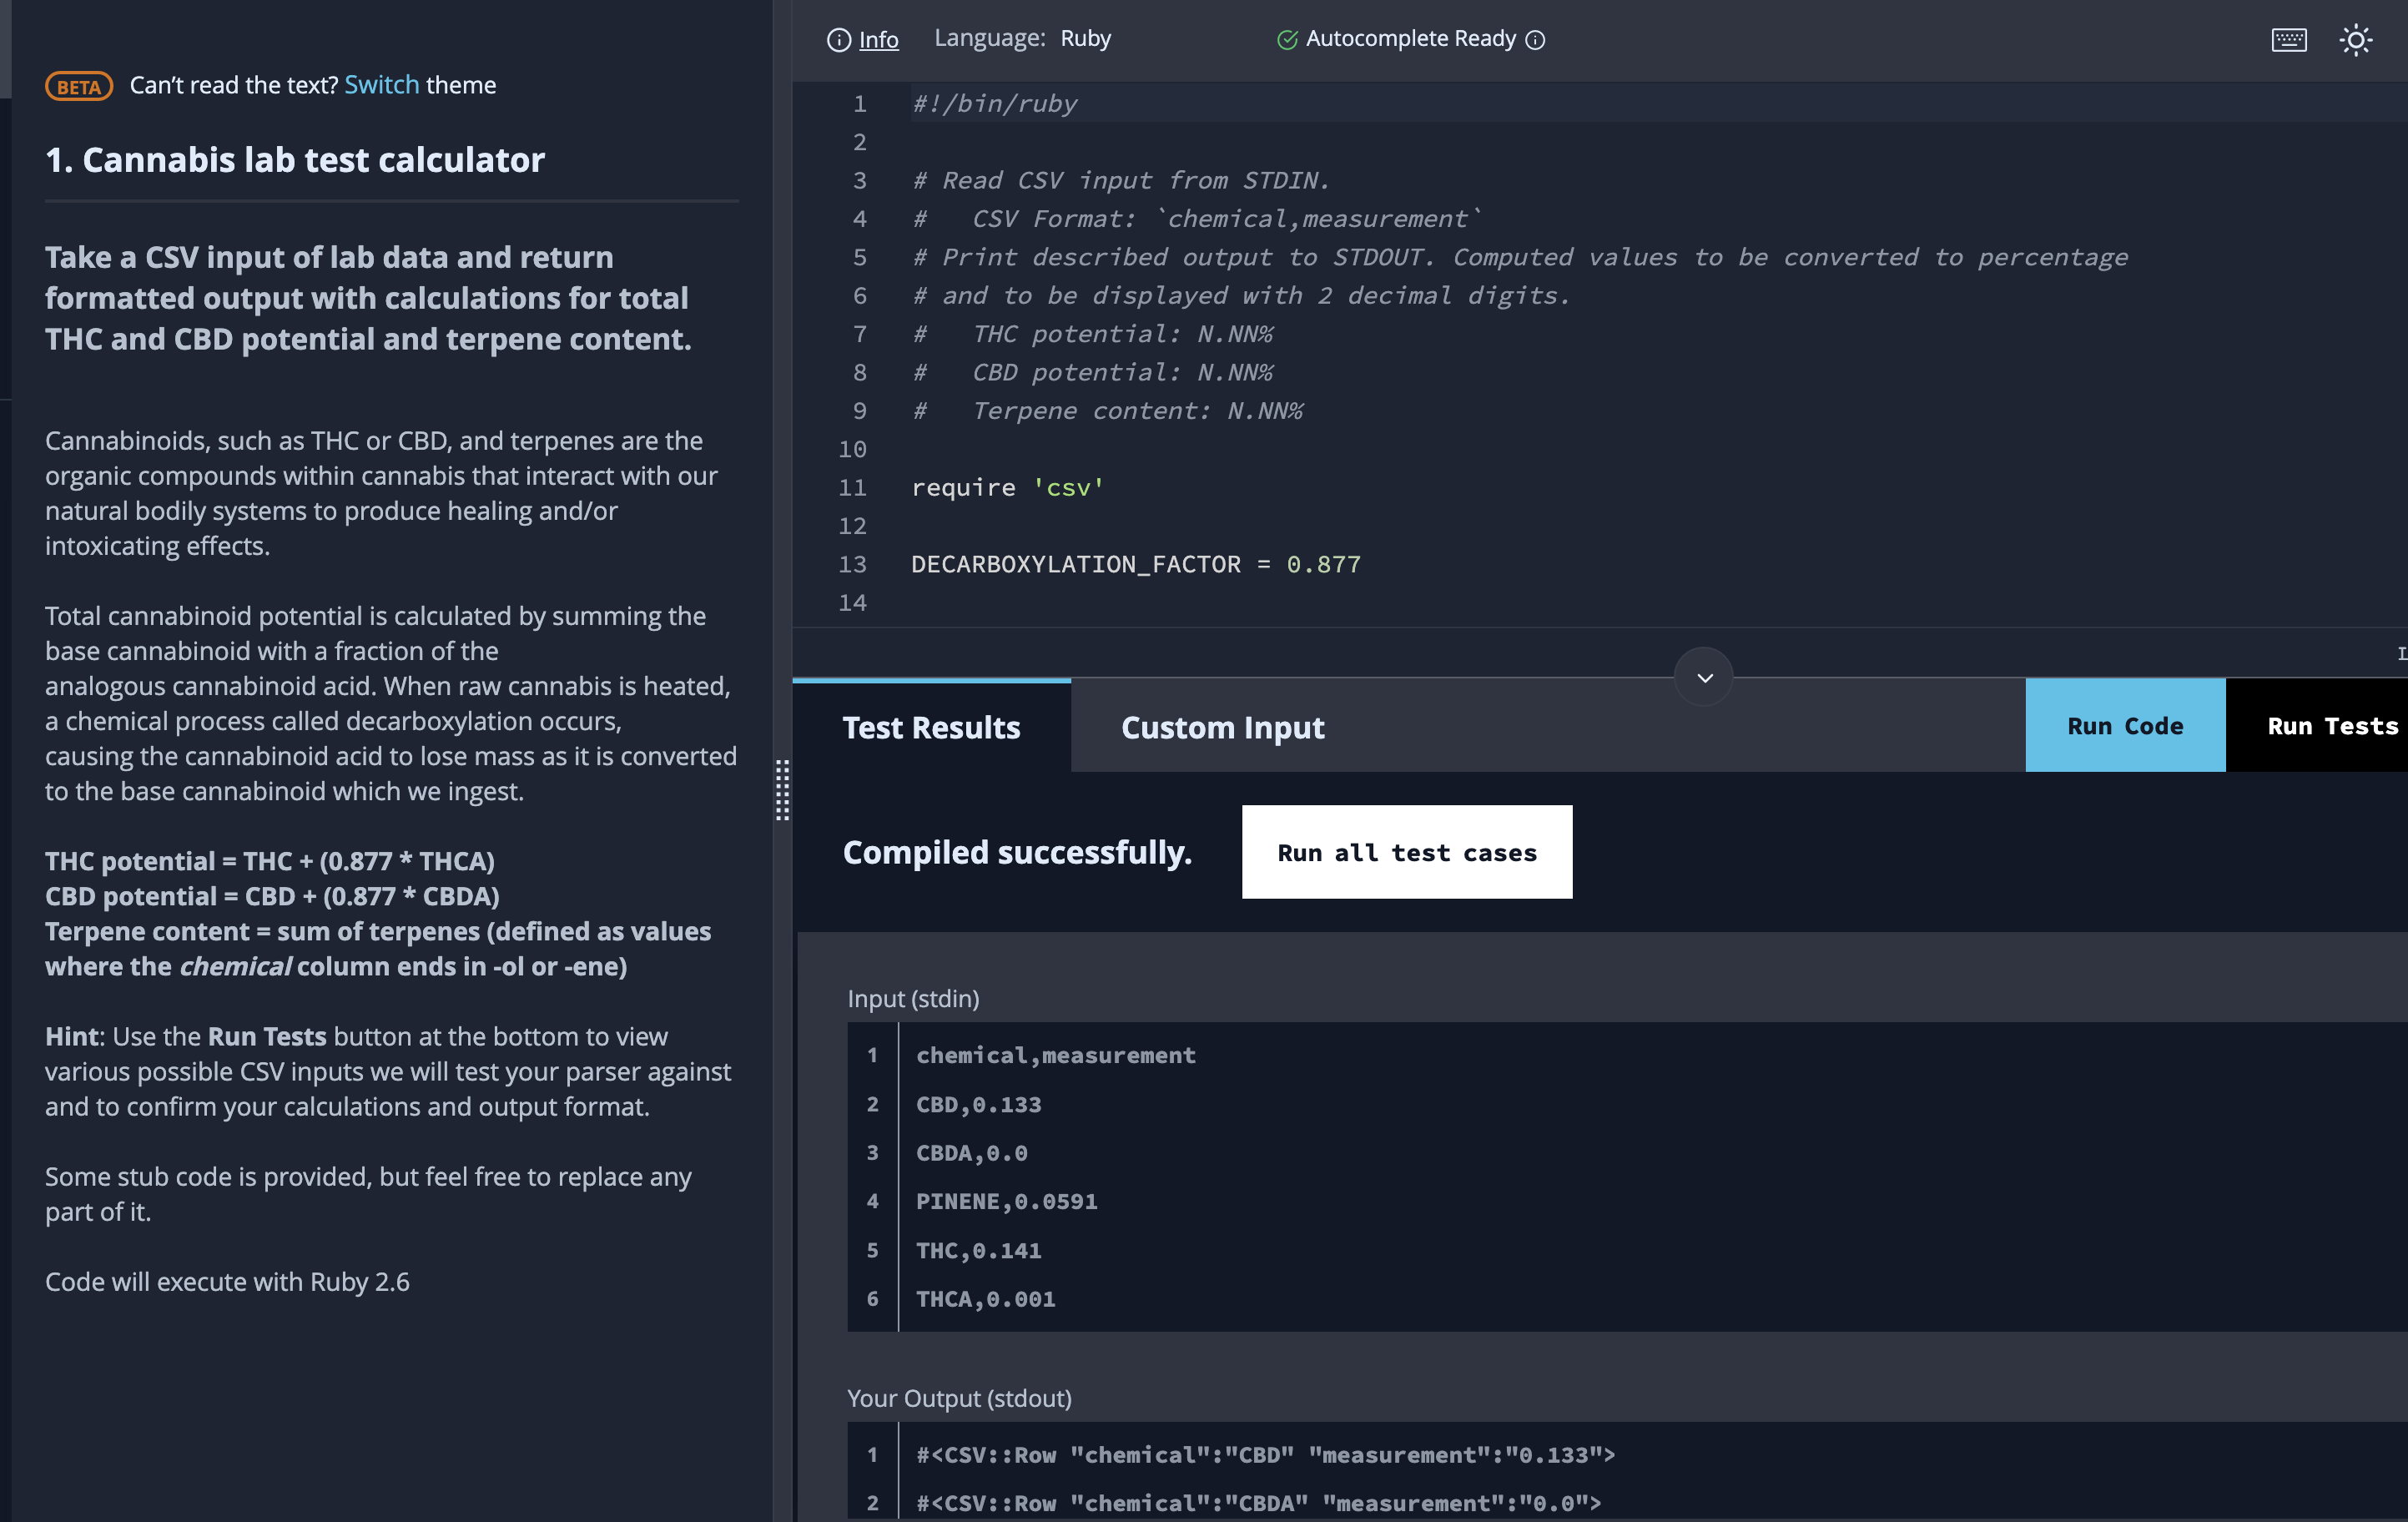 BETA Can’t read the text? Switch theme
1. Cannabis lab test calculator
Take a CSV input of lab data and return
formatted output with calculations for total
THC and CBD potential and terpene content.
Cannabinoids, such as THC or CBD, and terpenes are the
organic compounds within cannabis that interact with our
natural bodily systems to produce healing and/or
intoxicating effects.
Total cannabinoid potential is calculated by summing the
base cannabinoid with a fraction of the
analogous cannabinoid acid. When raw cannabis is heated,
a chemical process called decarboxylation occurs,
causing the cannabinoid acid to lose mass as it is converted
to the base cannabinoid which we ingest.
THC potential = THC + (0.877 * THCA)
CBD potential = CBD + (0.877 * CBDA)
Terpene content = sum of terpenes (defined as values
where the chemical column ends in -ol or -ene)
Hint: Use the Run Tests button at the bottom to view
various possible CSV inputs we will test your parser against
and to confirm your calculations and output format.
Some stub code is provided, but feel free to replace any
part of it.
Code will execute with Ruby 2.6
Info Language: Ruby Autocomplete Ready
1 #!/bin/ruby
2
3 # Read CSV input from STDIN.
4 #   CSV Format: `chemical,measurement`
5 # Print described output to STDOUT. Computed values to be converted to percentage
6 # and to be displayed with 2 decimal digits.
7 #   THC potential: N.NN%
8 #   CBD potential: N.NN%
9 #   Terpene content: N.NN%
10
11 require 'csv'
12
13 DECARBOXYLATION_FACTOR = 0.877
14
Test Results Custom Input Run Code Run Tests
Compiled successfully. Run all test cases
Input (stdin)
1 chemical,measurement
2 CBD,0.133
3 CBDA,0.0
4 PINENE,0.0591
5 THC,0.141
6 THCA,0.001
Your Output (stdout)
1 #<CSV::Row "chemical":"CBD" "measurement":"0.133">
2 #<CSV::Row "chemical":"CBDA" "measurement":"0.0">